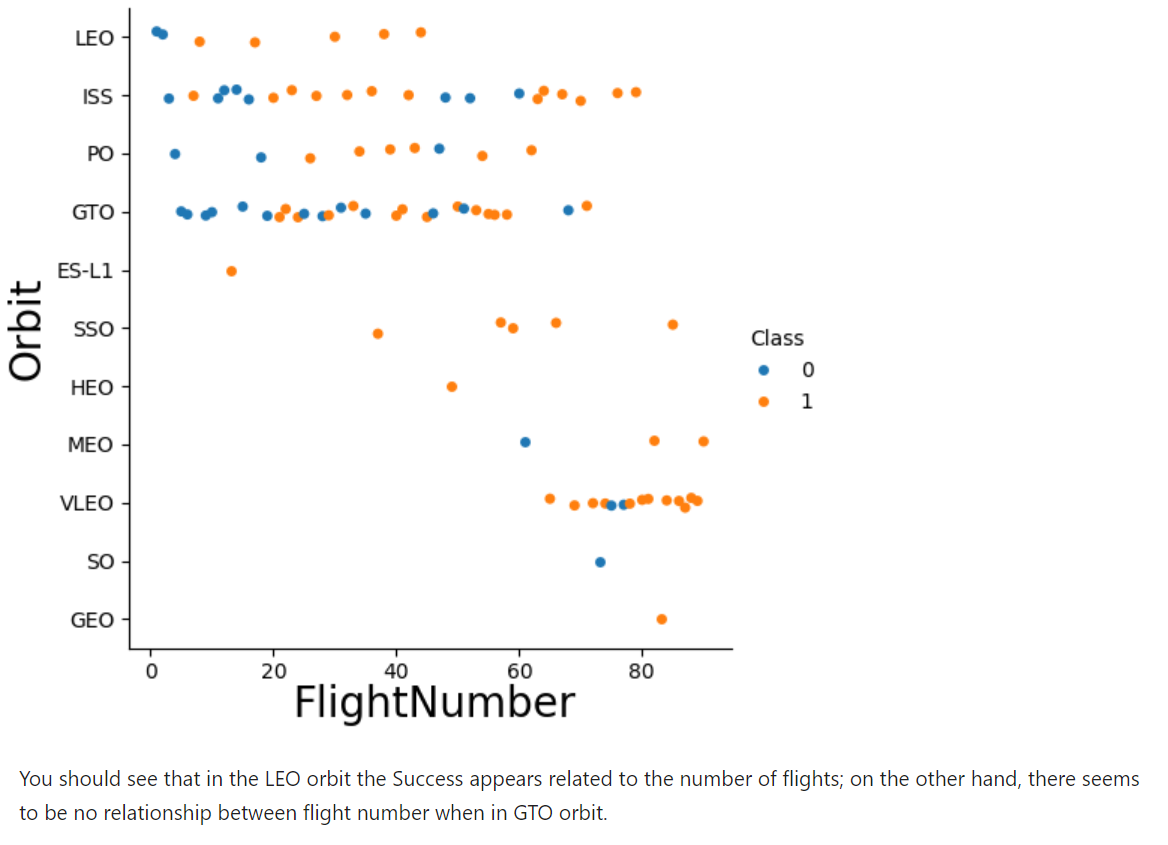 LEO
ISS
PO
GTO
ES-L1
SSO
HEO
MEO
VLEO
SO
GEO
Orbit
0 20 40 60 80
FlightNumber
Class
0
1
You should see that in the LEO orbit the Success appears related to the number of flights; on the other hand, there seems
to be no relationship between flight number when in GTO orbit.